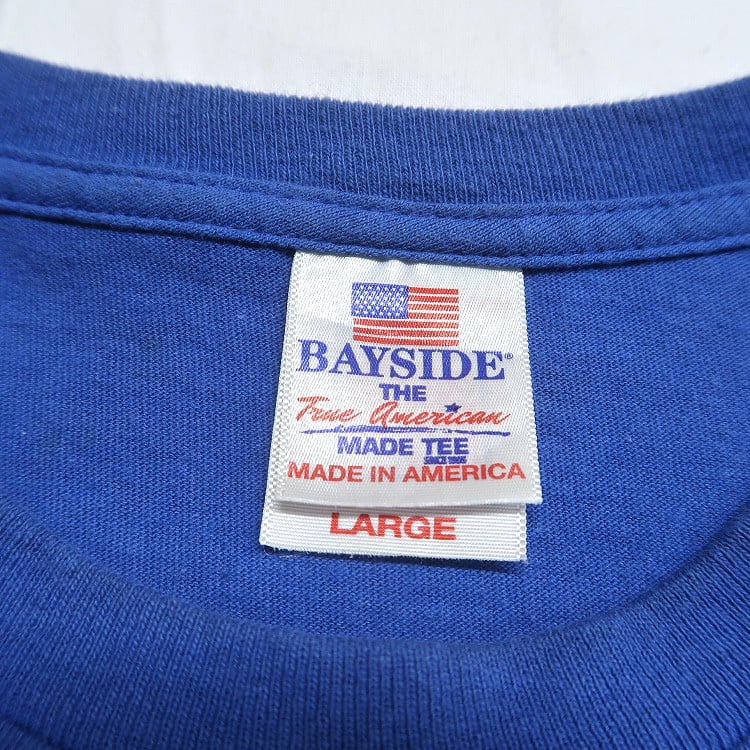 BAYSIDE®
THE
True American
MADE TEE
MADE IN AMERICA
LARGE